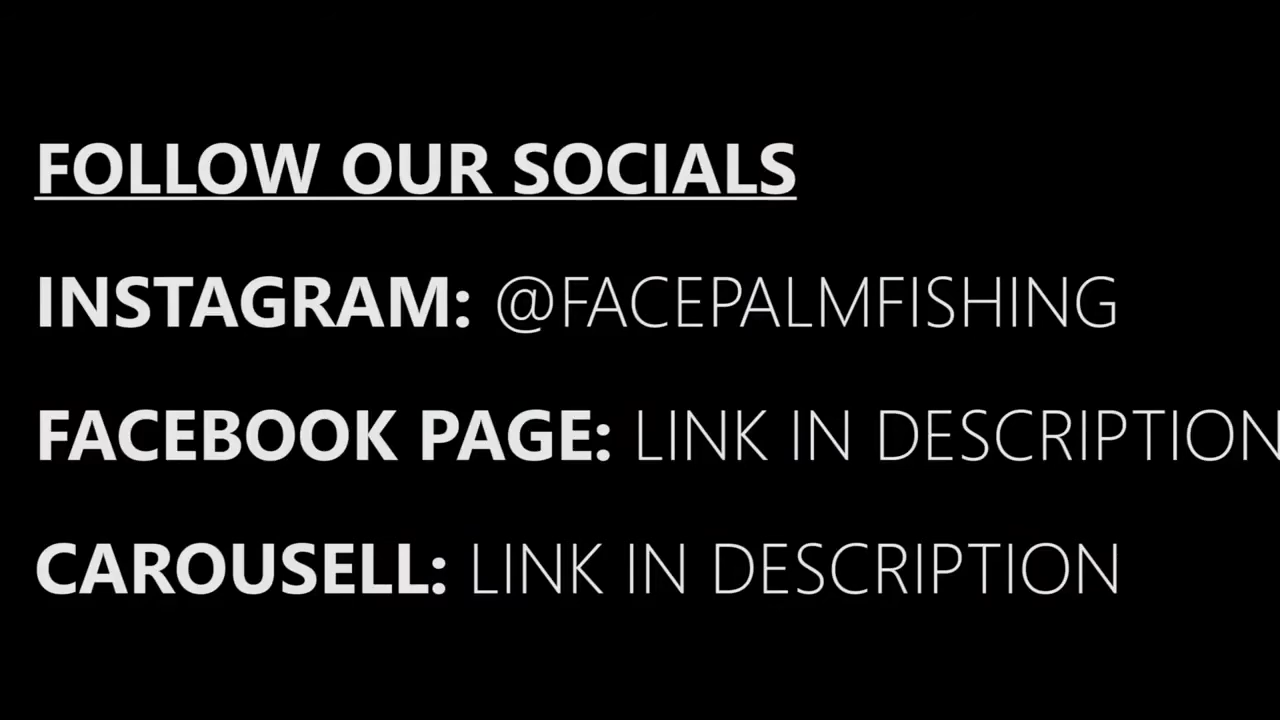 FOLLOW OUR SOCIALS
INSTAGRAM: @FACEPALMFISHING
FACEBOOK PAGE: LINK IN DESCRIPTION
CAROUSELL: LINK IN DESCRIPTION